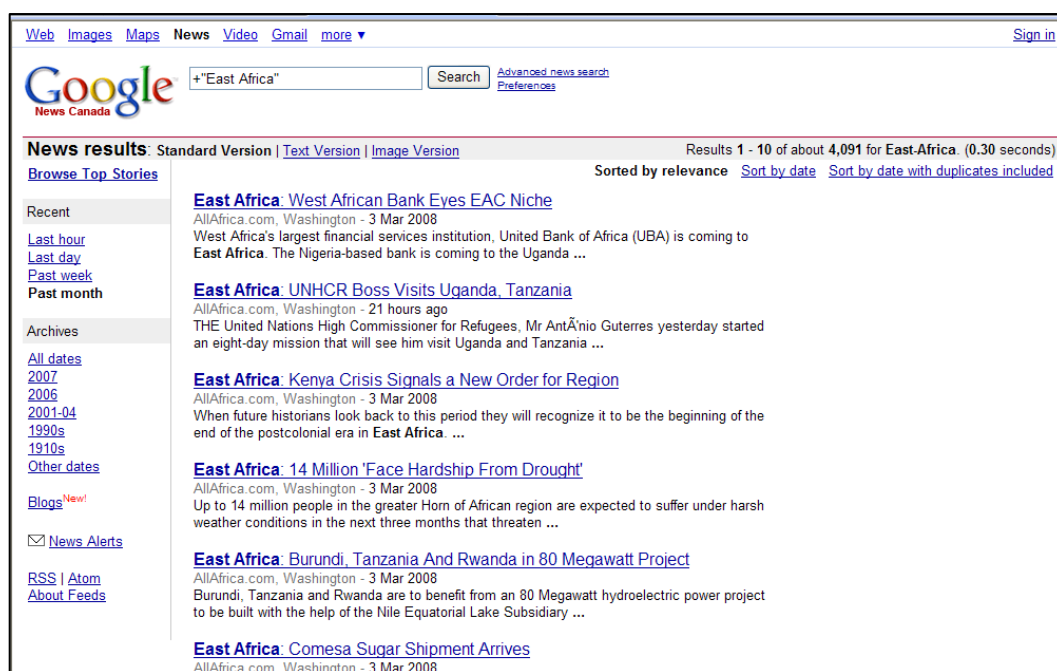 Web Images Maps News Video Gmail more ▼ Sign in
Google
News Canada
+"East Africa"
Search
Advanced news search
Preferences
News results: Standard Version | Text Version | Image Version Results 1 - 10 of about 4,091 for East-Africa. (0.30 seconds)
Browse Top Stories
Sorted by relevance Sort by date Sort by date with duplicates included
Recent
Last hour
Last day
Past week
Past month
Archives
All dates
2007
2006
2001-04
1990s
1910s
Other dates
Blogs New!
News Alerts
RSS | Atom
About Feeds
East Africa: West African Bank Eyes EAC Niche
AllAfrica.com, Washington - 3 Mar 2008
West Africa's largest financial services institution, United Bank of Africa (UBA) is coming to
East Africa. The Nigeria-based bank is coming to the Uganda ...
East Africa: UNHCR Boss Visits Uganda, Tanzania
AllAfrica.com, Washington - 21 hours ago
THE United Nations High Commissioner for Refugees, Mr AntÃ'nio Guterres yesterday started
an eight-day mission that will see him visit Uganda and Tanzania ...
East Africa: Kenya Crisis Signals a New Order for Region
AllAfrica.com, Washington - 3 Mar 2008
When future historians look back to this period they will recognize it to be the beginning of the
end of the postcolonial era in East Africa. ...
East Africa: 14 Million 'Face Hardship From Drought'
AllAfrica.com, Washington - 3 Mar 2008
Up to 14 million people in the greater Horn of African region are expected to suffer under harsh
weather conditions in the next three months that threaten ...
East Africa: Burundi, Tanzania And Rwanda in 80 Megawatt Project
AllAfrica.com, Washington - 3 Mar 2008
Burundi, Tanzania and Rwanda are to benefit from an 80 Megawatt hydroelectric power project
to be built with the help of the Nile Equatorial Lake Subsidiary ...
East Africa: Comesa Sugar Shipment Arrives
AllAfrica.com, Washington - 3 Mar 2008